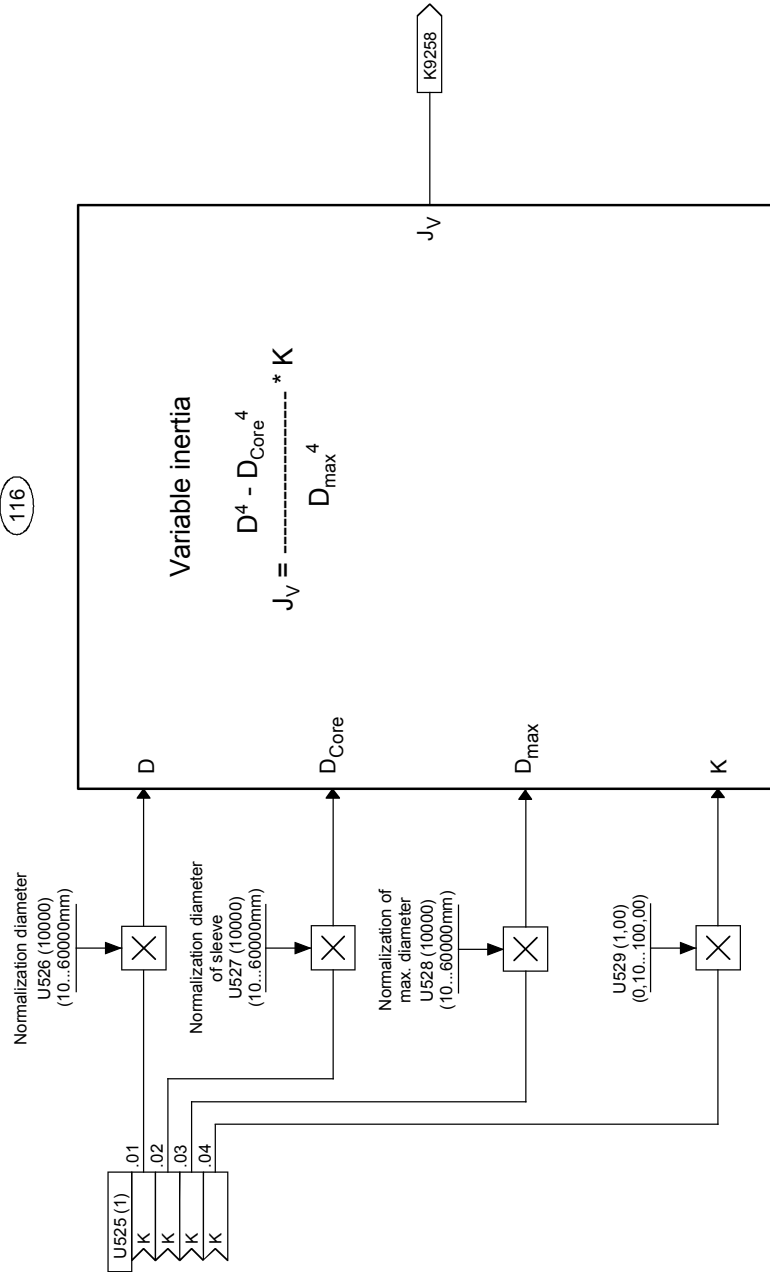 116
Normalization diameter
U526 (10000)
(10...60000mm)
Normalization diameter
of sleeve
U527 (10000)
(10...60000mm)
Normalization of
max. diameter
U528 (10000)
(10...60000mm)
U529 (1,00)
(0,10...100,00)
U525 (1)
K .01
K .02
K .03
K .04
D
D_Core
D_max
K
Variable inertia
D^4 - D_Core^4
J_V = ------------------------ * K
D_max^4
J_V
K9258